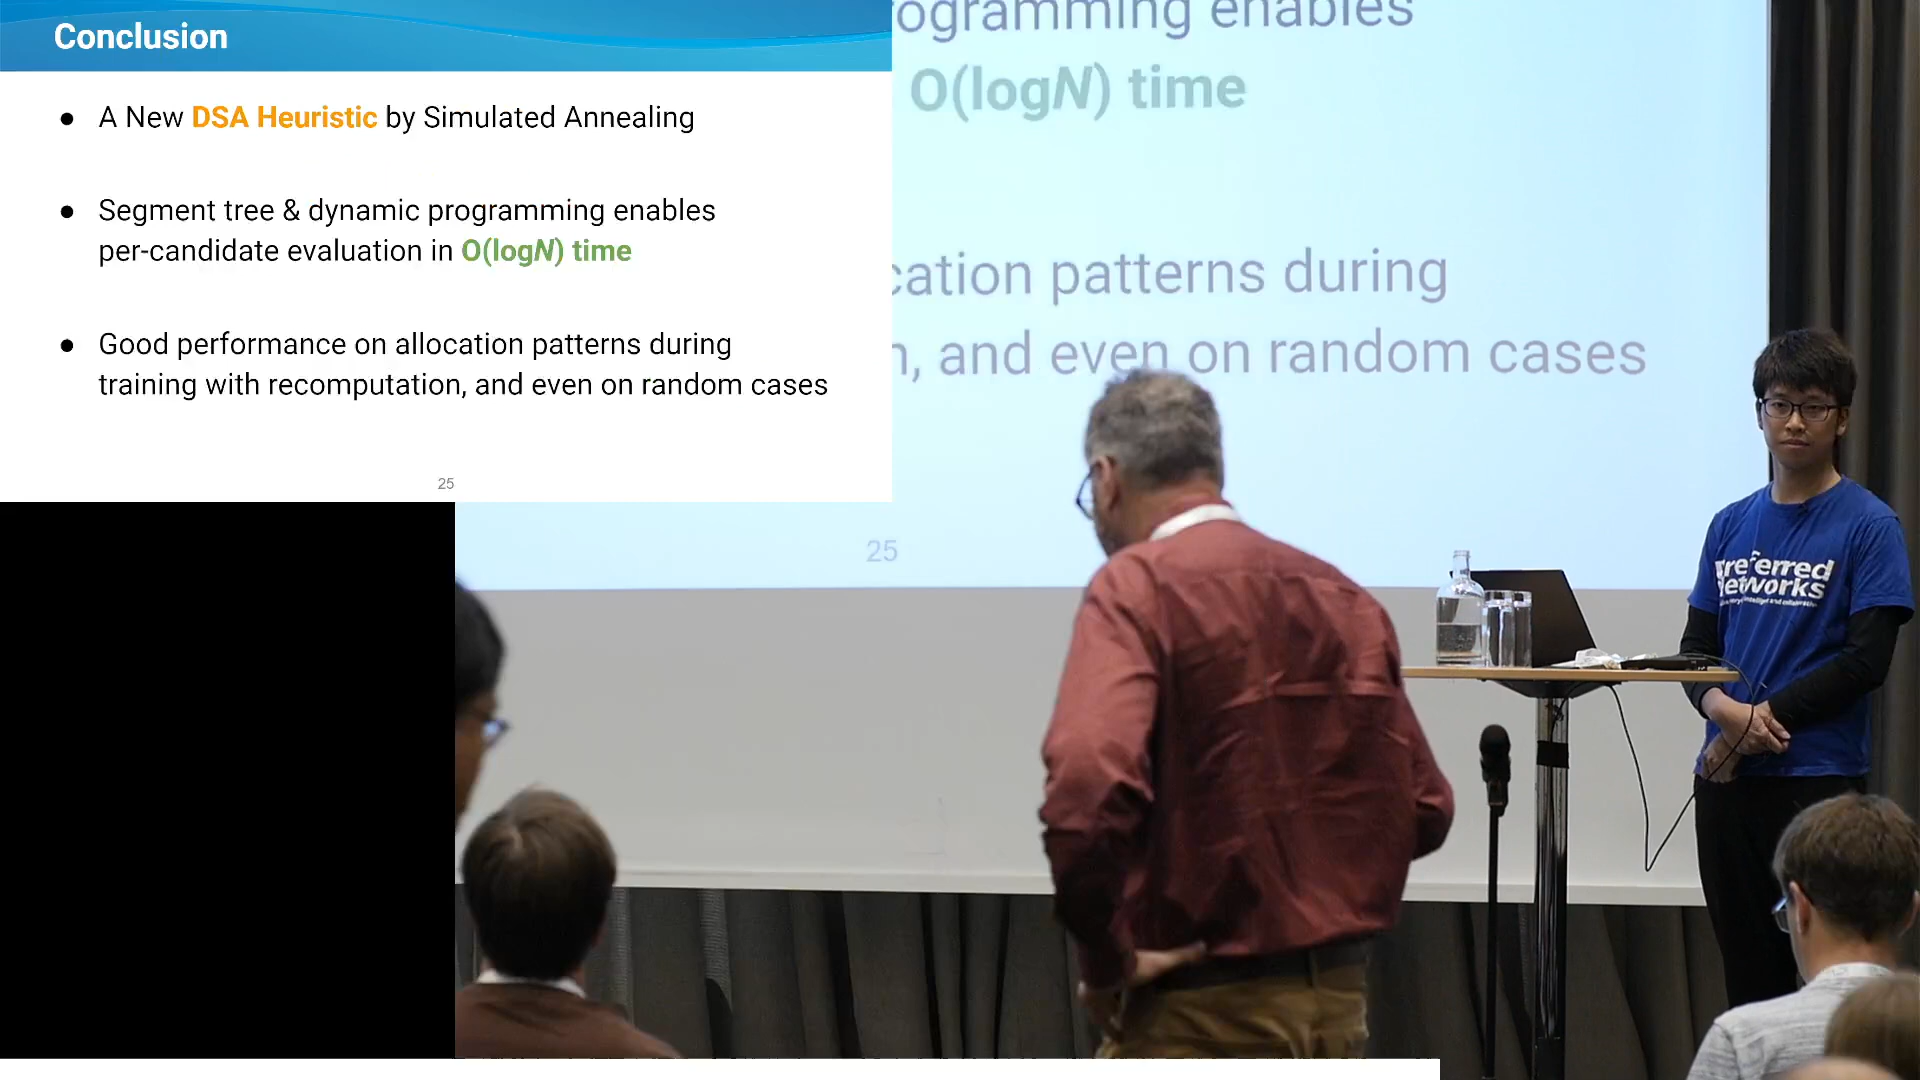 Conclusion
● A New DSA Heuristic by Simulated Annealing
● Segment tree & dynamic programming enables
per-candidate evaluation in O(logN) time
● Good performance on allocation patterns during
training with recomputation, and even on random cases
25
ogramming enables
O(logN) time
cation patterns during
n, and even on random cases
25
Preferred
Networks